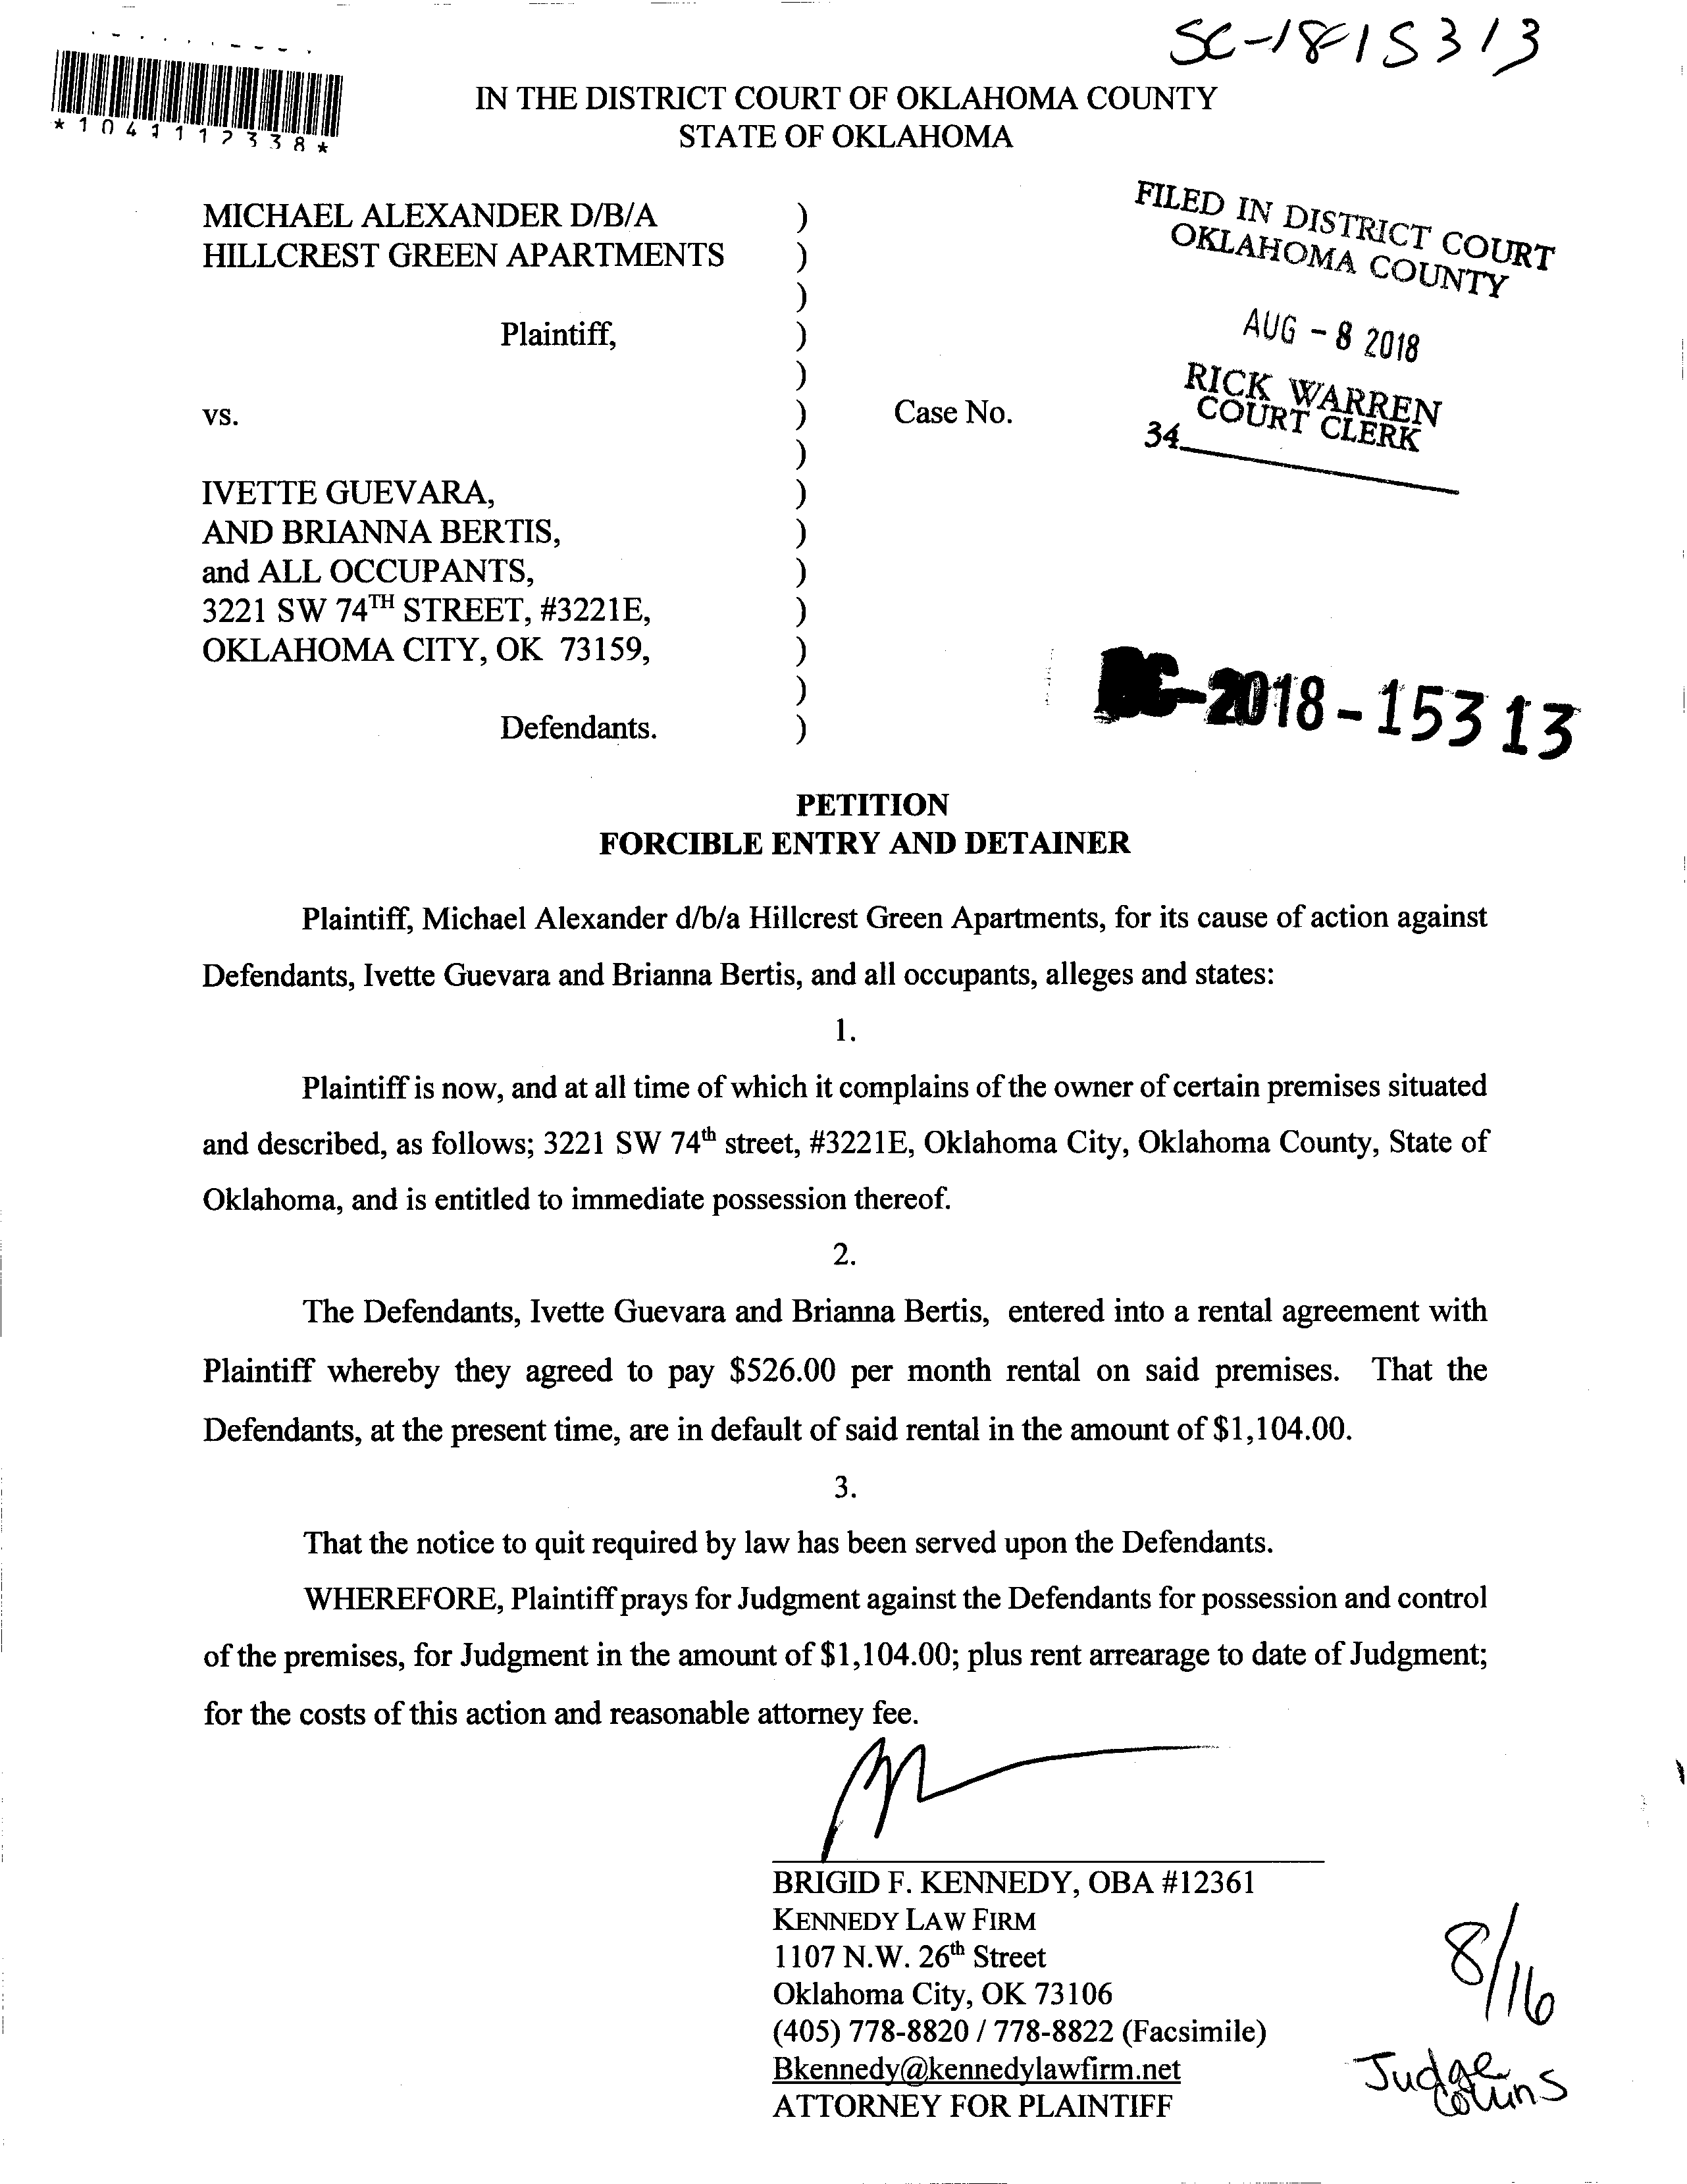 SC-18-15313
*1041112338*
IN THE DISTRICT COURT OF OKLAHOMA COUNTY
STATE OF OKLAHOMA
FILED IN DISTRICT COURT
OKLAHOMA COUNTY
AUG - 8 2018
RICK WARREN
COURT CLERK
34
MICHAEL ALEXANDER D/B/A )
HILLCREST GREEN APARTMENTS )
)
Plaintiff, )
)
vs. ) Case No.
)
IVETTE GUEVARA, )
AND BRIANNA BERTIS, )
and ALL OCCUPANTS, )
3221 SW 74TH STREET, #3221E, )
OKLAHOMA CITY, OK 73159, )
)
Defendants. )
-2018-15313
PETITION
FORCIBLE ENTRY AND DETAINER
Plaintiff, Michael Alexander d/b/a Hillcrest Green Apartments, for its cause of action against
Defendants, Ivette Guevara and Brianna Bertis, and all occupants, alleges and states:
1.
Plaintiff is now, and at all time of which it complains of the owner of certain premises situated
and described, as follows; 3221 SW 74th street, #3221E, Oklahoma City, Oklahoma County, State of
Oklahoma, and is entitled to immediate possession thereof.
2.
The Defendants, Ivette Guevara and Brianna Bertis, entered into a rental agreement with
Plaintiff whereby they agreed to pay $526.00 per month rental on said premises. That the
Defendants, at the present time, are in default of said rental in the amount of $1,104.00.
3.
That the notice to quit required by law has been served upon the Defendants.
WHEREFORE, Plaintiff prays for Judgment against the Defendants for possession and control
of the premises, for Judgment in the amount of $1,104.00; plus rent arrearage to date of Judgment;
for the costs of this action and reasonable attorney fee.
BRIGID F. KENNEDY, OBA #12361
KENNEDY LAW FIRM
1107 N.W. 26th Street
Oklahoma City, OK 73106
(405) 778-8820 / 778-8822 (Facsimile)
Bkennedy@kennedylawfirm.net
ATTORNEY FOR PLAINTIFF
8/16
Judge
Collins